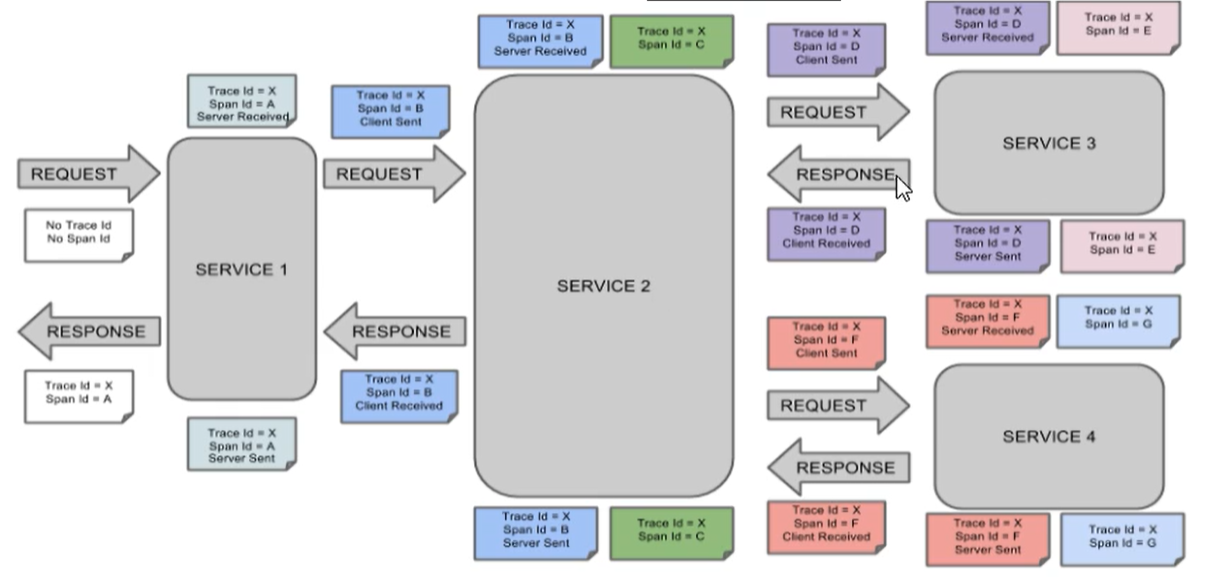 Trace Id = X
Span Id = B
Server Received
Trace Id = X
Span Id = C
Trace Id = X
Span Id = D
Client Sent
Trace Id = X
Span Id = D
Server Received
Trace Id = X
Span Id = E
Trace Id = X
Span Id = A
Server Received
Trace Id = X
Span Id = B
Client Sent
REQUEST
REQUEST
REQUEST
SERVICE 3
RESPONSE
No Trace Id
No Span Id
Trace Id = X
Span Id = D
Client Received
Trace Id = X
Span Id = D
Server Sent
Trace Id = X
Span Id = E
SERVICE 1
SERVICE 2
RESPONSE
RESPONSE
Trace Id = X
Span Id = F
Client Sent
Trace Id = X
Span Id = F
Server Received
Trace Id = X
Span Id = G
Trace Id = X
Span Id = A
Trace Id = X
Span Id = B
Client Received
REQUEST
SERVICE 4
RESPONSE
Trace Id = X
Span Id = A
Server Sent
Trace Id = X
Span Id = B
Server Sent
Trace Id = X
Span Id = C
Trace Id = X
Span Id = F
Client Received
Trace Id = X
Span Id = F
Server Sent
Trace Id = X
Span Id = G